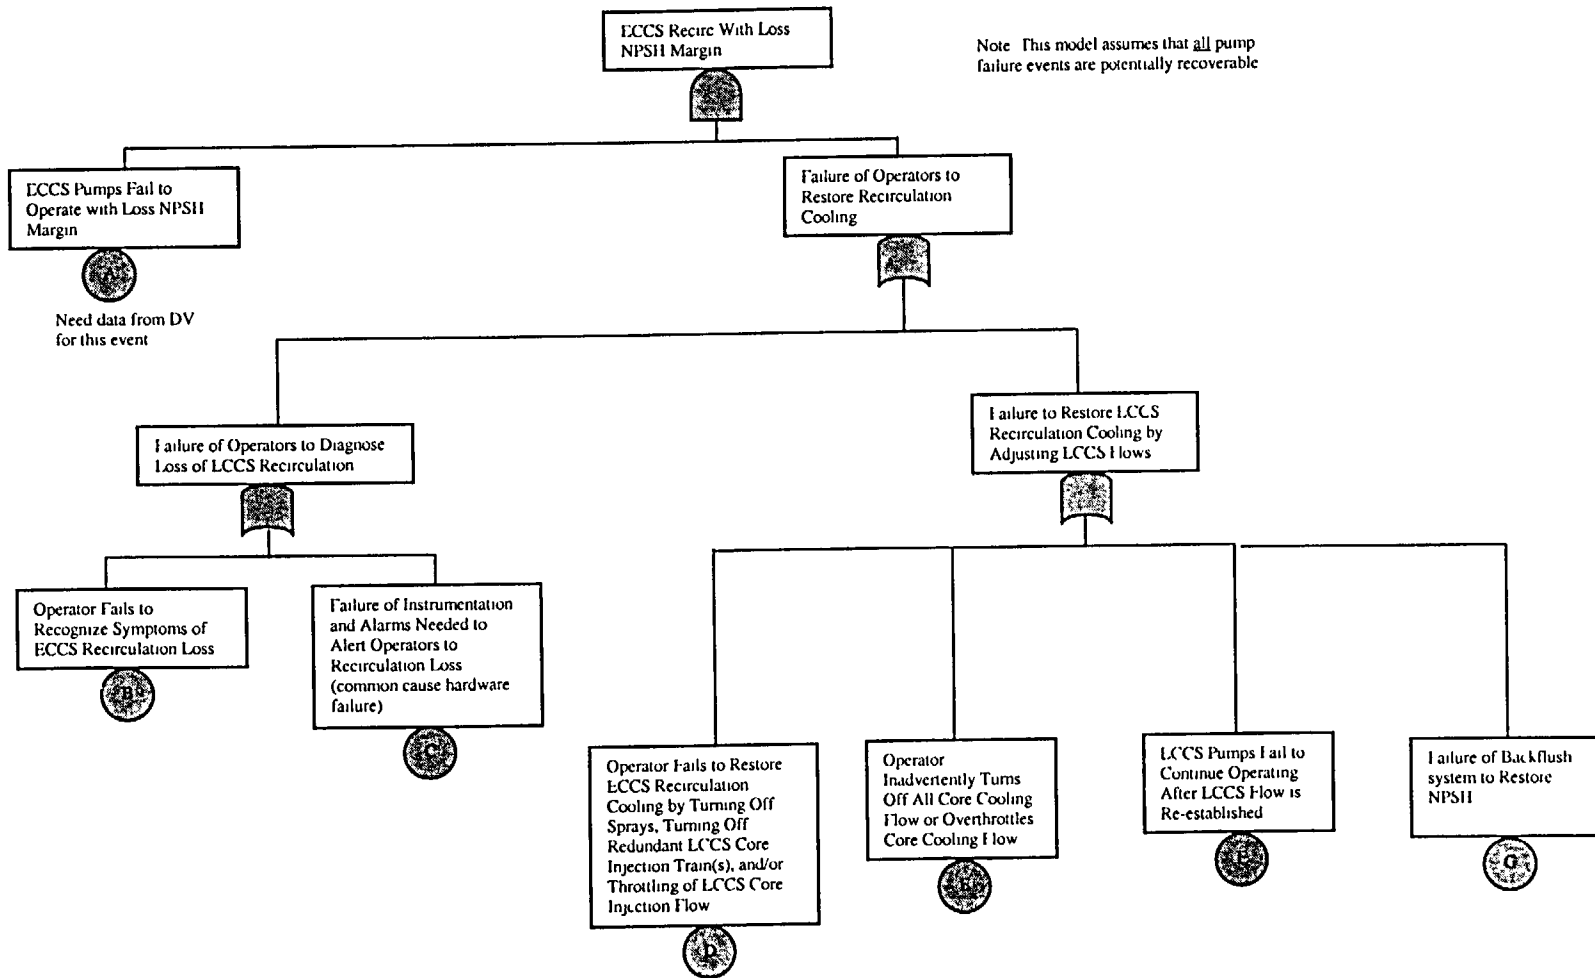 ECCS Recirc With Loss
NPSH Margin
Note This model assumes that all pump
failure events are potentially recoverable
ECCS Pumps Fail to
Operate with Loss NPSH
Margin
A
Need data from DV
for this event
Failure of Operators to
Restore Recirculation
Cooling
Failure of Operators to Diagnose
Loss of ECCS Recirculation
Failure to Restore ECCS
Recirculation Cooling by
Adjusting ECCS Flows
Operator Fails to
Recognize Symptoms of
ECCS Recirculation Loss
B
Failure of Instrumentation
and Alarms Needed to
Alert Operators to
Recirculation Loss
(common cause hardware
failure)
C
Operator Fails to Restore
ECCS Recirculation
Cooling by Turning Off
Sprays, Turning Off
Redundant ECCS Core
Injection Train(s), and/or
Throttling of ECCS Core
Injection Flow
D
Operator
Inadvertently Turns
Off All Core Cooling
Flow or Overthrottles
Core Cooling Flow
E
ECCS Pumps Fail to
Continue Operating
After ECCS Flow is
Re-established
Failure of Backflush
system to Restore
NPSH
G